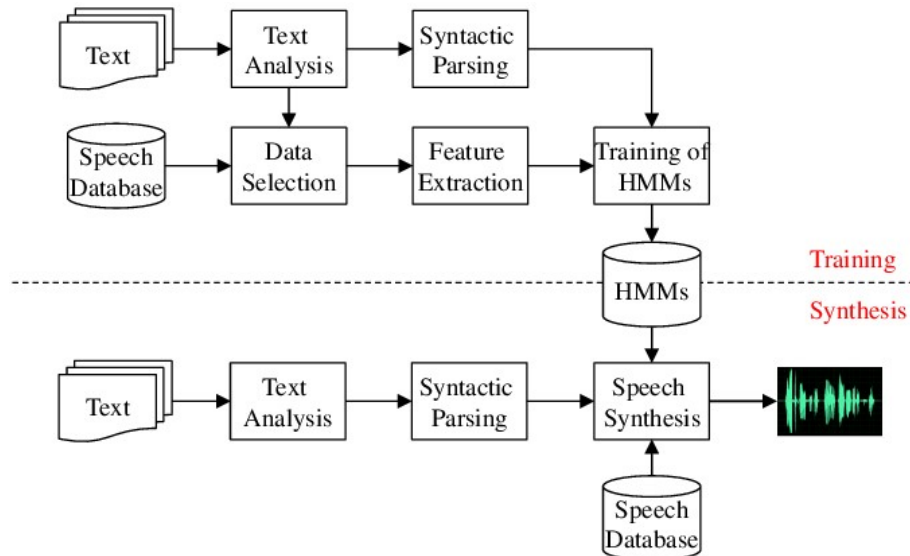 Text
Text
Analysis
Syntactic
Parsing
Speech
Database
Data
Selection
Feature
Extraction
Training of
HMMs
Training
HMMs
Synthesis
Text
Text
Analysis
Syntactic
Parsing
Speech
Synthesis
Speech
Database